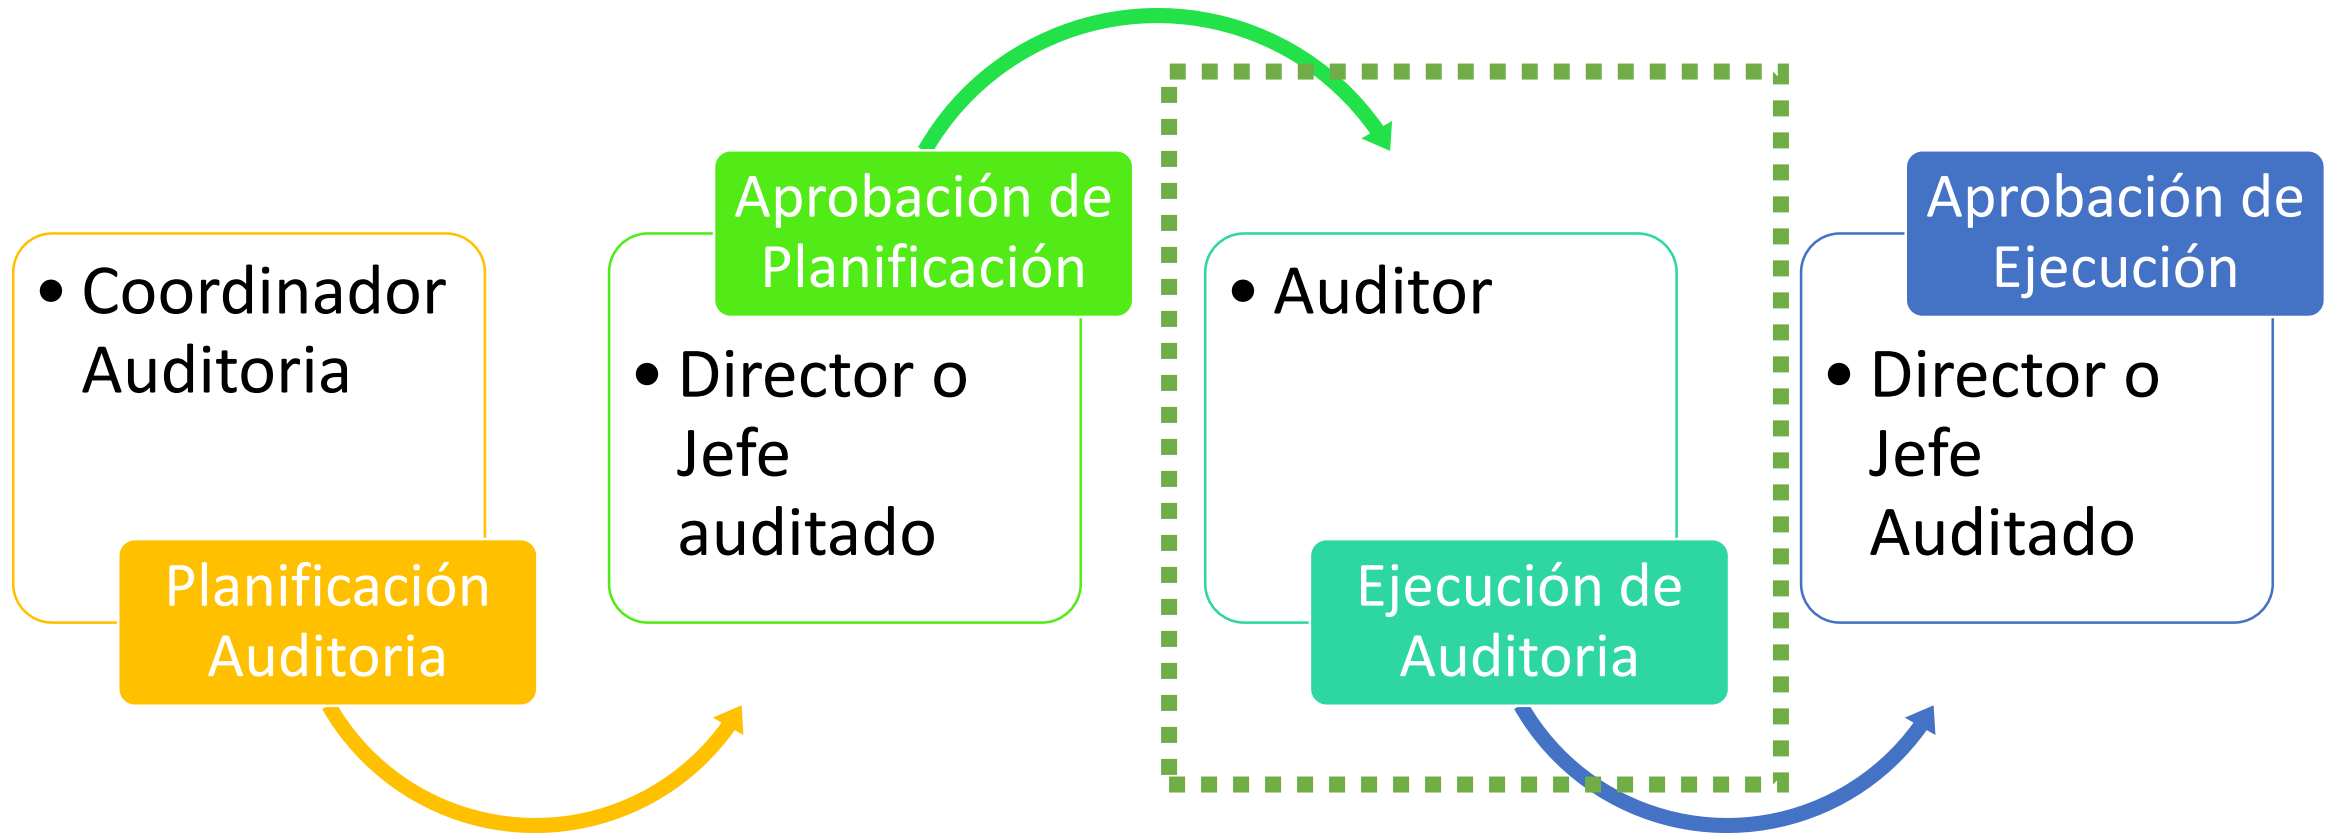 • Coordinador
Auditoria
Planificación
Auditoria
Aprobación de
Planificación
• Director o
Jefe
auditado
• Auditor
Ejecución de
Auditoria
Aprobación de
Ejecución
• Director o
Jefe
Auditado